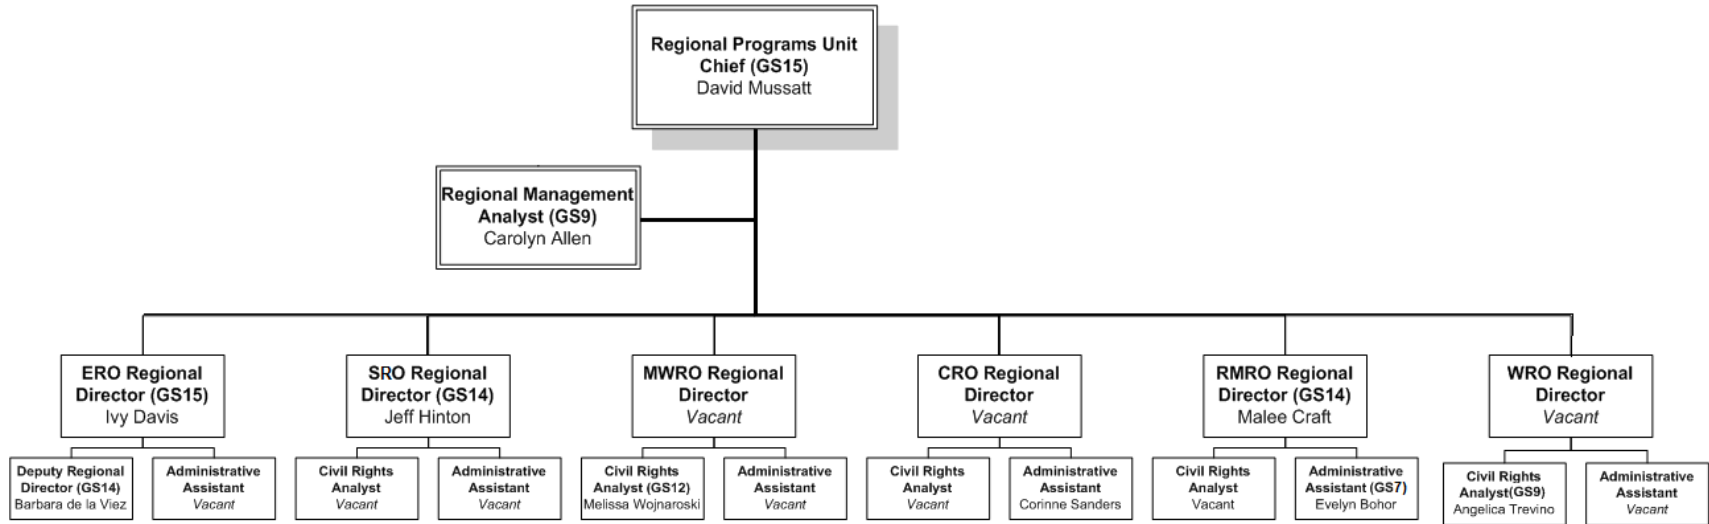 Regional Programs Unit
Chief (GS15)
David Mussatt
Regional Management
Analyst (GS9)
Carolyn Allen
ERO Regional
Director (GS15)
Ivy Davis
SRO Regional
Director (GS14)
Jeff Hinton
MWRO Regional
Director
Vacant
CRO Regional
Director
Vacant
RMRO Regional
Director (GS14)
Malee Craft
WRO Regional
Director
Vacant
Deputy Regional
Director (GS14)
Barbara de la Viez
Administrative
Assistant
Vacant
Civil Rights
Analyst
Vacant
Administrative
Assistant
Vacant
Civil Rights
Analyst (GS12)
Melissa Wojnaroski
Administrative
Assistant
Vacant
Civil Rights
Analyst
Vacant
Administrative
Assistant
Corinne Sanders
Civil Rights
Analyst
Vacant
Administrative
Assistant (GS7)
Evelyn Bohor
Civil Rights
Analyst(GS9)
Angelica Trevino
Administrative
Assistant
Vacant